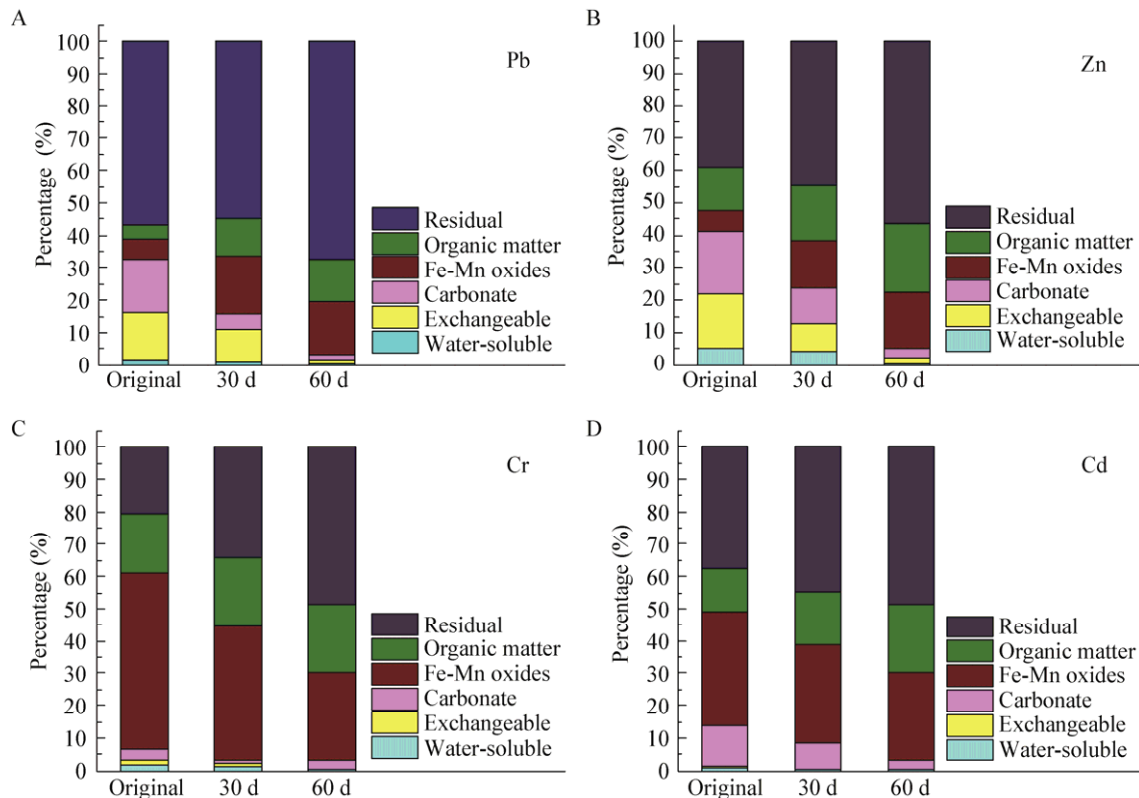 A
Pb
Percentage (%)
100
90
80
70
60
50
40
30
20
10
0
Original 30 d 60 d
Residual
Organic matter
Fe-Mn oxides
Carbonate
Exchangeable
Water-soluble
B
Zn
Percentage (%)
100
90
80
70
60
50
40
30
20
10
0
Original 30 d 60 d
Residual
Organic matter
Fe-Mn oxides
Carbonate
Exchangeable
Water-soluble
C
Cr
Percentage (%)
100
90
80
70
60
50
40
30
20
10
0
Original 30 d 60 d
Residual
Organic matter
Fe-Mn oxides
Carbonate
Exchangeable
Water-soluble
D
Cd
Percentage (%)
100
90
80
70
60
50
40
30
20
10
0
Original 30 d 60 d
Residual
Organic matter
Fe-Mn oxides
Carbonate
Exchangeable
Water-soluble